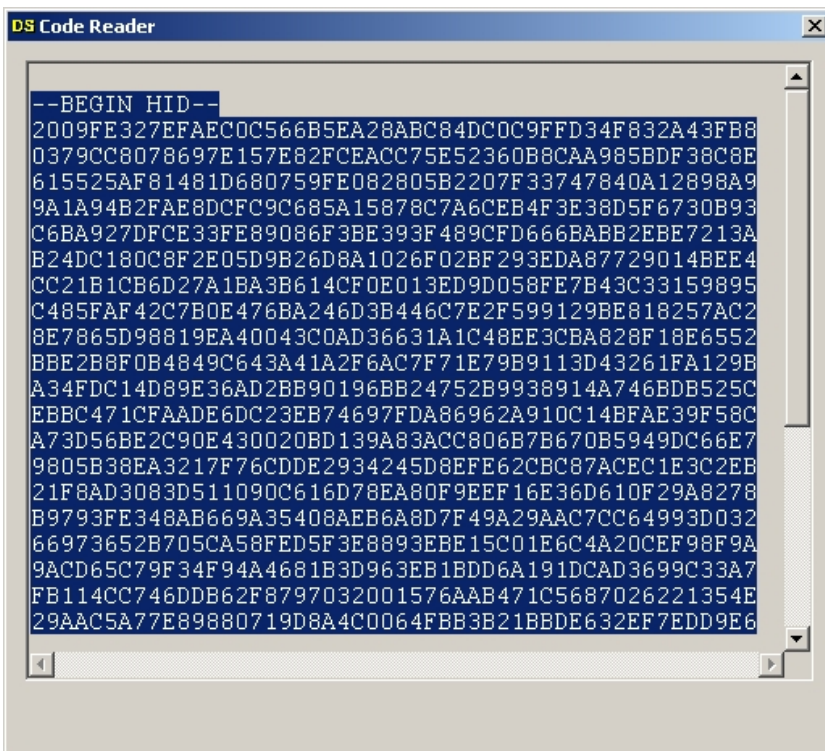 DS Code Reader
--BEGIN HID--
2009FE327EFAEC0C566B5EA28ABC84DC0C9FFD34F832A43FB8
0379CC8078697E157E82FCEACC75E52360B8CAA985BDF38C8E
615525AF81481D680759FE082805B2207F33747840A12898A9
9A1A94B2FAE8DCFC9C685A15878C7A6CEB4F3E38D5F6730B93
C6BA927DFCE33FE89086F3BE393F489CFD666BABB2EBE7213A
B24DC180C8F2E05D9B26D8A1026F02BF293EDA87729014BEE4
CC21B1CB6D27A1BA3B614CF0E013ED9D058FE7B43C33159895
C485FAF42C7B0E476BA246D3B446C7E2F599129BE818257AC2
8E7865D98819EA40043C0AD36631A1C48EE3CBA828F18E6552
BBE2B8F0B4849C643A41A2F6AC7F71E79B9113D43261FA129B
A34FDC14D89E36AD2BB90196BB24752B9938914A746BDB525C
EBBC471CFAADE6DC23EB74697FDA86962A910C14BFAE39F58C
A73D56BE2C90E430020BD139A83ACC806B7B670B5949DC66E7
9805B38EA3217F76CDDE2934245D8EFE62CBC87ACEC1E3C2EB
21F8AD3083D511090C616D78EA80F9EEF16E36D610F29A8278
B9793FE348AB669A35408AEB6A8D7F49A29AAC7CC64993D032
66973652B705CA58FED5F3E8893EBE15C01E6C4A20CEF98F9A
9ACD65C79F34F94A4681B3D963EB1BDD6A191DCAD3699C33A7
FB114CC746DDB62F8797032001576AAB471C5687026221354E
29AAC5A77E89880719D8A4C0064FBB3B21BBDE632EF7EDD9E6